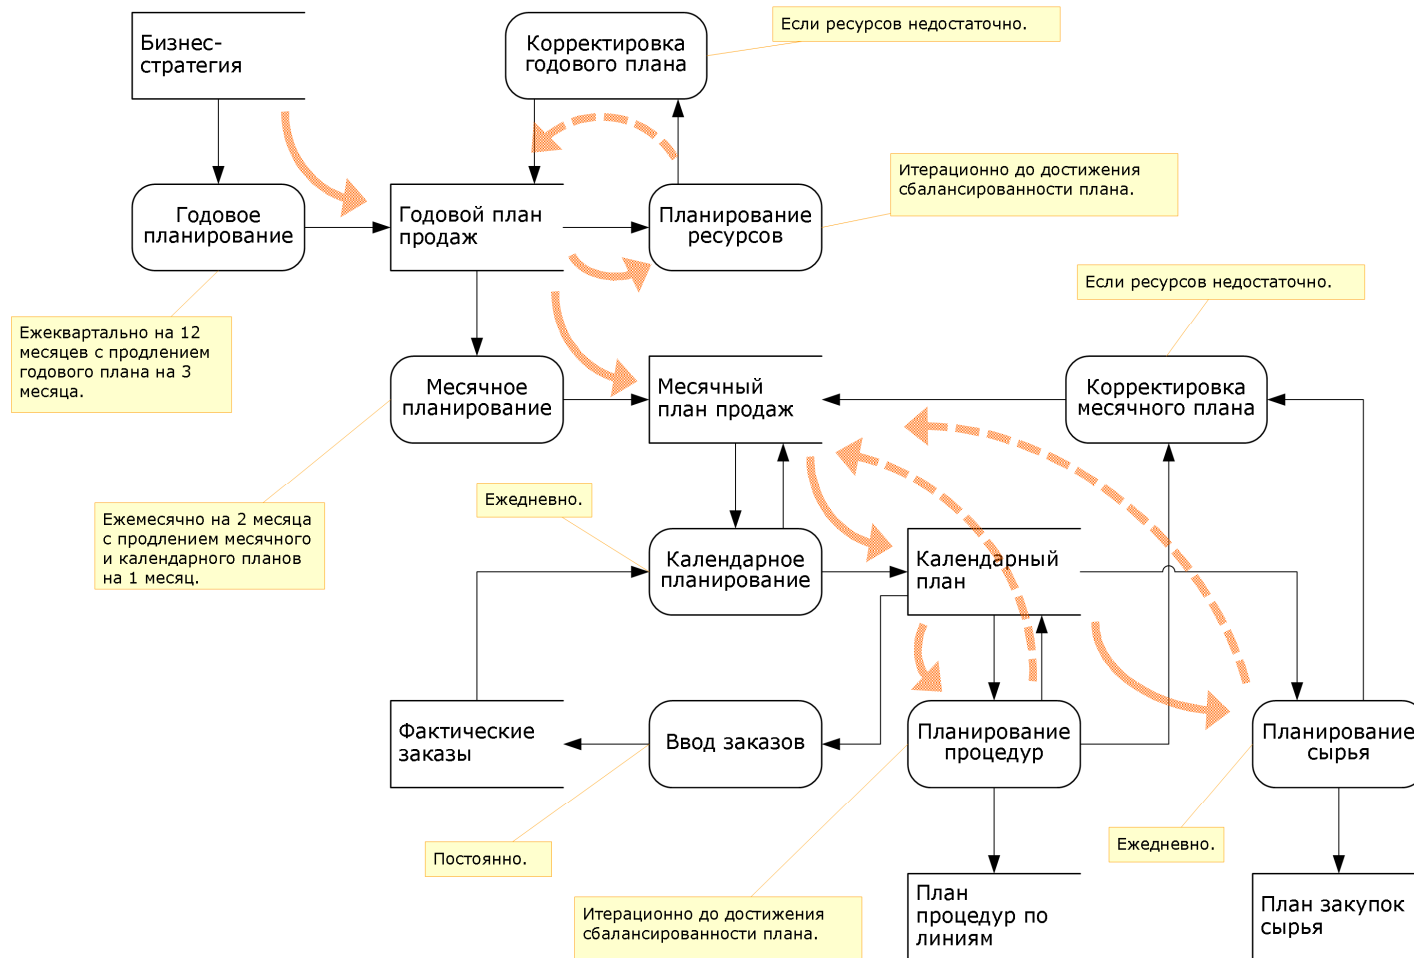 Бизнес-
стратегия
Корректировка
годового плана
Если ресурсов недостаточно.
Итерационно до достижения
сбалансированности плана.
Годовое
планирование
Годовой план
продаж
Планирование
ресурсов
Если ресурсов недостаточно.
Ежеквартально на 12
месяцев с продлением
годового плана на 3
месяца.
Месячное
планирование
Месячный
план продаж
Корректировка
месячного плана
Ежемесячно на 2 месяца
с продлением месячного
и календарного планов
на 1 месяц.
Ежедневно.
Календарное
планирование
Календарный
план
Фактические
заказы
Ввод заказов
Планирование
процедур
Планирование
сырья
Постоянно.
Ежедневно.
Итерационно до достижения
сбалансированности плана.
План
процедур по
линиям
План закупок
сырья